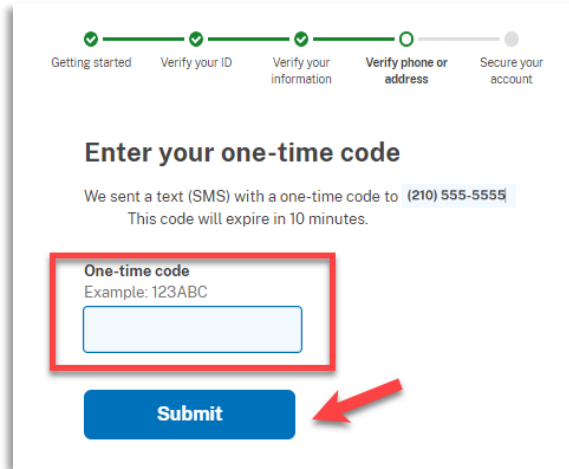 Getting started Verify your ID Verify your Verify phone or Secure your
information address account
Enter your one-time code
We sent a text (SMS) with a one-time code to (210) 555-5555
This code will expire in 10 minutes.
One-time code
Example: 123ABC
Submit